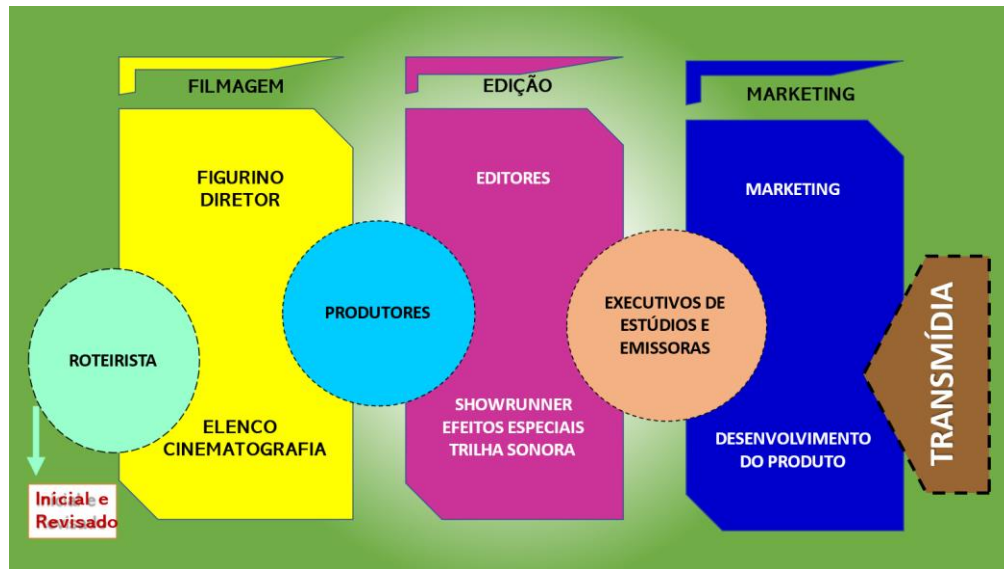 FILMAGEM
EDIÇÃO
MARKETING
FIGURINO
DIRETOR
EDITORES
MARKETING
ROTEIRISTA
PRODUTORES
EXECUTIVOS DE
ESTÚDIOS E
EMISSORAS
TRANSMÍDIA
ELENCO
CINEMATOGRAFIA
SHOWRUNNER
EFEITOS ESPECIAIS
TRILHA SONORA
DESENVOLVIMENTO
DO PRODUTO
Inicial e
Revisado